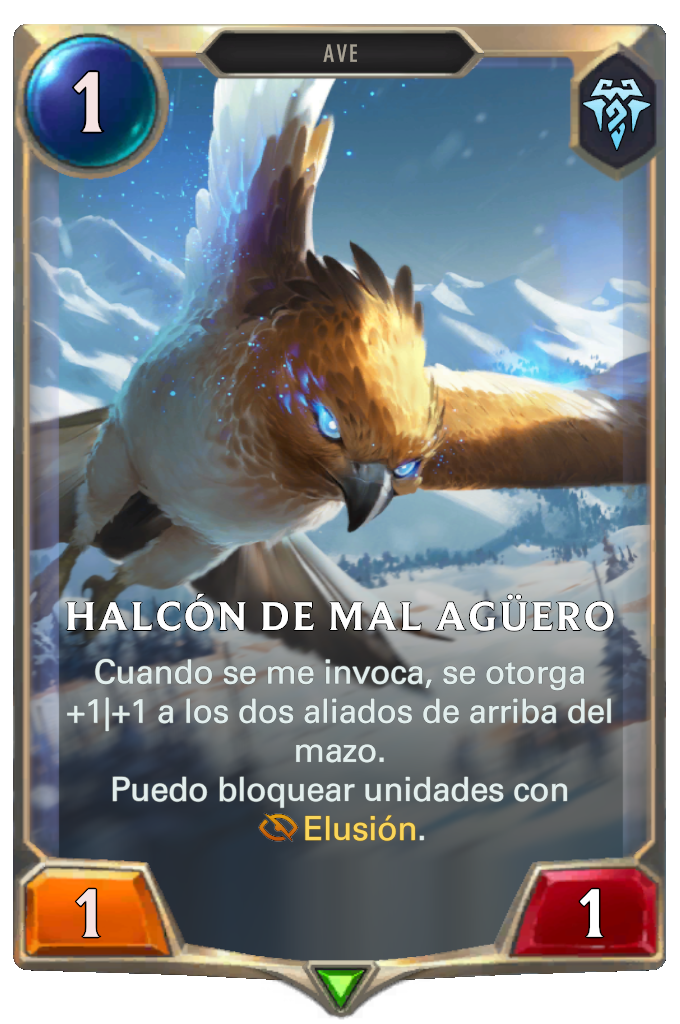 1
AVE
HALCÓN DE MAL AGÜERO
Cuando se me invoca, se otorga
+1|+1 a los dos aliados de arriba del
mazo.
Puedo bloquear unidades con
Elusión.
1
1